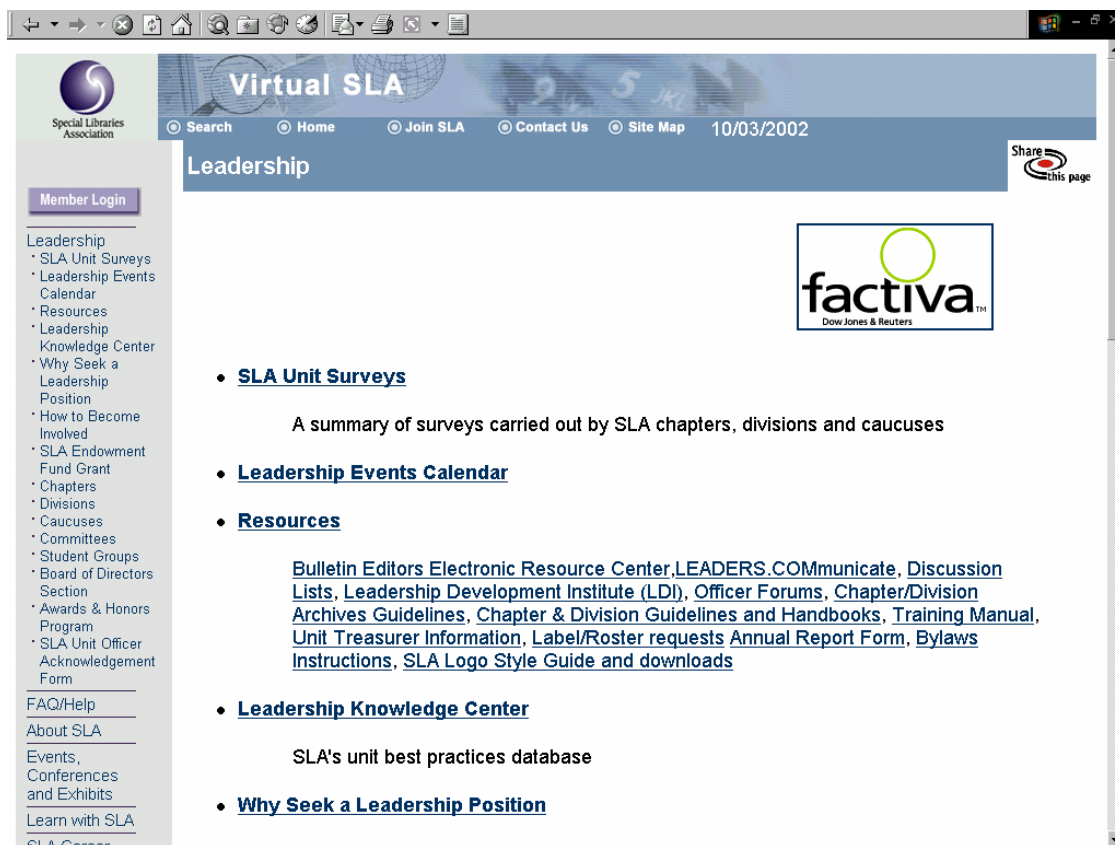 Virtual SLA
Special Libraries
Association
Search Home Join SLA Contact Us Site Map 10/03/2002
Leadership
Share
this page
Member Login
Leadership
· SLA Unit Surveys
· Leadership Events
Calendar
· Resources
· Leadership
Knowledge Center
· Why Seek a
Leadership
Position
· How to Become
Involved
· SLA Endowment
Fund Grant
· Chapters
· Divisions
· Caucuses
· Committees
· Student Groups
· Board of Directors
Section
· Awards & Honors
Program
· SLA Unit Officer
Acknowledgement
Form
FAQ/Help
About SLA
Events,
Conferences
and Exhibits
Learn with SLA
SLA Career
factiva™
Dow Jones & Reuters
• SLA Unit Surveys
A summary of surveys carried out by SLA chapters, divisions and caucuses
• Leadership Events Calendar
• Resources
Bulletin Editors Electronic Resource Center,LEADERS.COMmunicate, Discussion
Lists, Leadership Development Institute (LDI), Officer Forums, Chapter/Division
Archives Guidelines, Chapter & Division Guidelines and Handbooks, Training Manual,
Unit Treasurer Information, Label/Roster requests Annual Report Form, Bylaws
Instructions, SLA Logo Style Guide and downloads
• Leadership Knowledge Center
SLA's unit best practices database
• Why Seek a Leadership Position